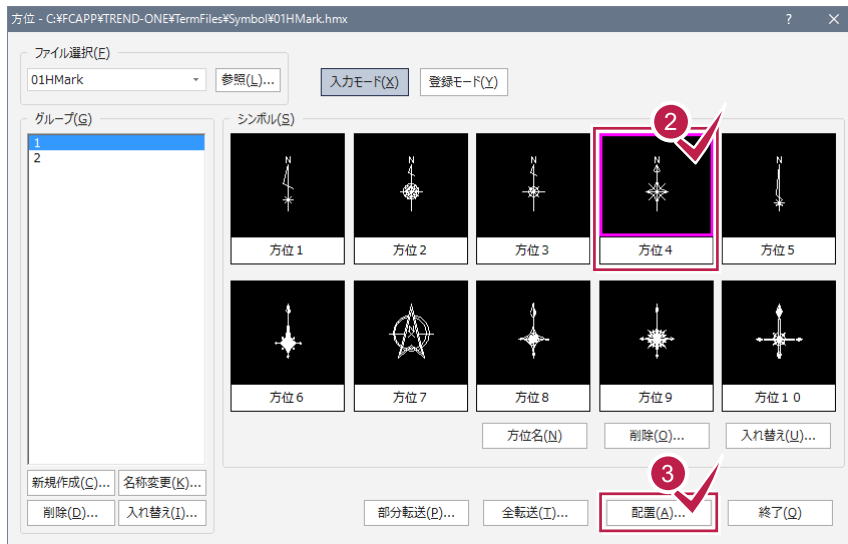 方位 - C:¥FCAPP¥TREND-ONE¥TermFiles¥Symbol¥01HMark.hmx ? ×
ファイル選択(F)
01HMark 参照(L)... 入力モード(X) 登録モード(Y)
グループ(G) シンボル(S)
1
2
2
N N N N N
方位1 方位2 方位3 方位4 方位5
N
方位6 方位7 方位8 方位9 方位10
方位名(N) 削除(O)... 入れ替え(U)...
3
新規作成(C)... 名称変更(K)...
削除(D)... 入れ替え(I)... 部分転送(P)... 全転送(T)... 配置(A)... 終了(Q)